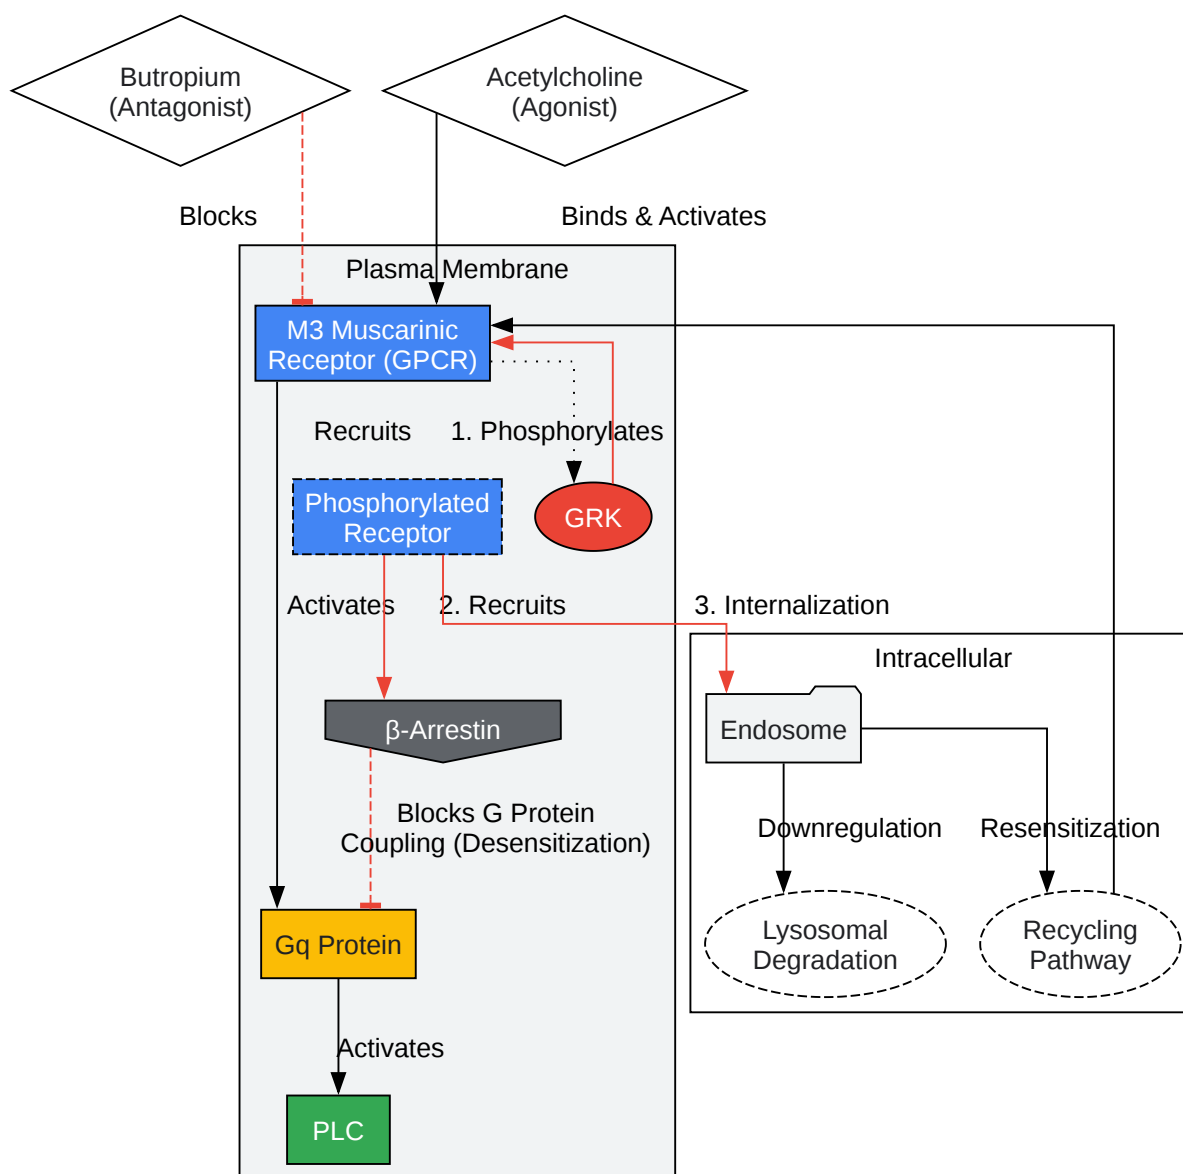 Butropium
(Antagonist)
Acetylcholine
(Agonist)
Blocks
Binds & Activates
Plasma Membrane
M3 Muscarinic
Receptor (GPCR)
Recruits
1. Phosphorylates
Phosphorylated
Receptor
GRK
Activates
2. Recruits
3. Internalization
Intracellular
β-Arrestin
Endosome
Blocks G Protein
Coupling (Desensitization)
Downregulation
Resensitization
Gq Protein
Lysosomal
Degradation
Recycling
Pathway
Activates
PLC